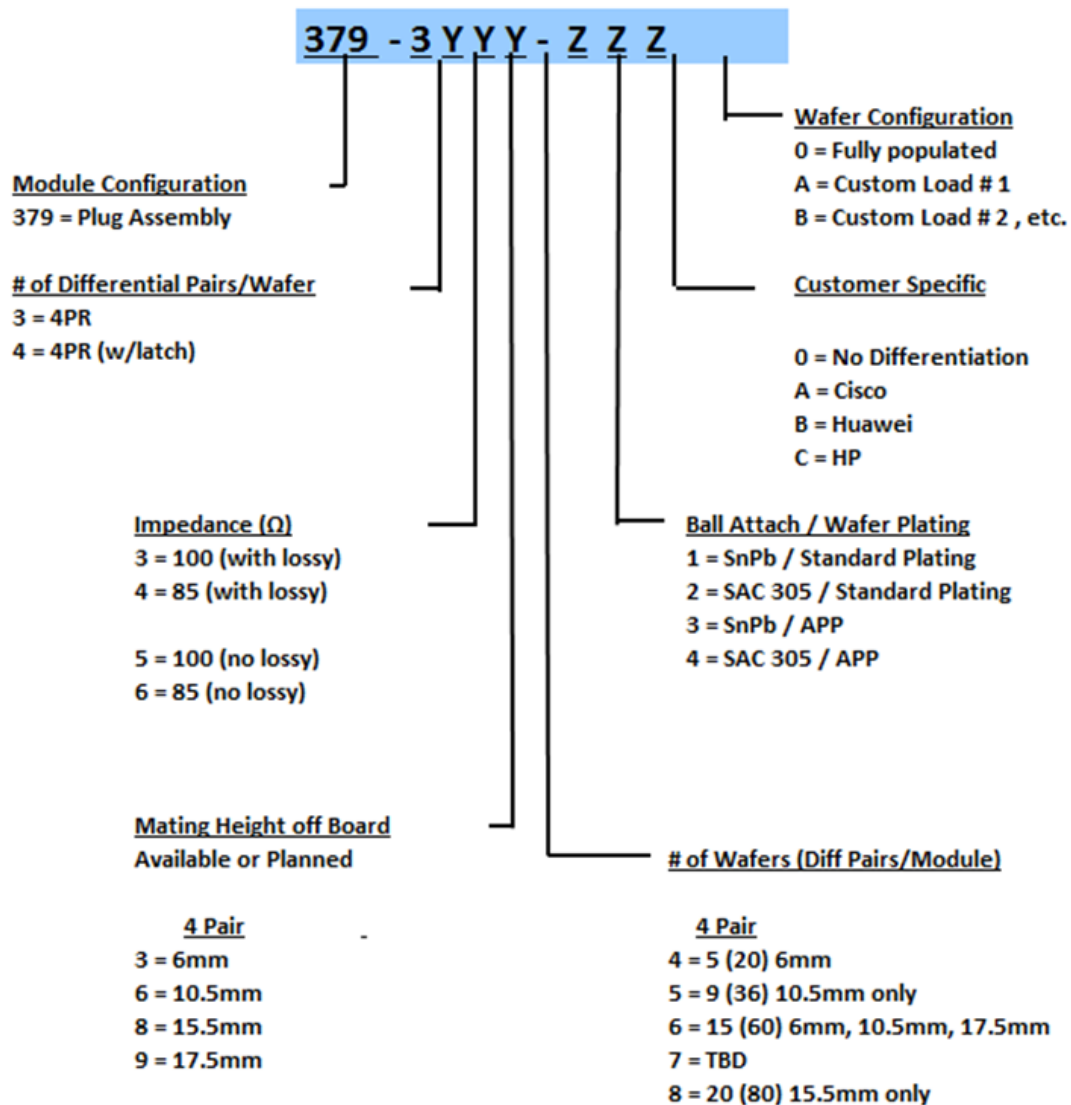 379 - 3 Y Y Y - Z Z Z
Wafer Configuration
0 = Fully populated
A = Custom Load # 1
B = Custom Load # 2 , etc.
Module Configuration
379 = Plug Assembly
# of Differential Pairs/Wafer
3 = 4PR
4 = 4PR (w/latch)
Customer Specific
0 = No Differentiation
A = Cisco
B = Huawei
C = HP
Impedance (Ω)
3 = 100 (with lossy)
4 = 85 (with lossy)
5 = 100 (no lossy)
6 = 85 (no lossy)
Ball Attach / Wafer Plating
1 = SnPb / Standard Plating
2 = SAC 305 / Standard Plating
3 = SnPb / APP
4 = SAC 305 / APP
Mating Height off Board
Available or Planned
4 Pair
-
3 = 6mm
6 = 10.5mm
8 = 15.5mm
9 = 17.5mm
# of Wafers (Diff Pairs/Module)
4 Pair
4 = 5 (20) 6mm
5 = 9 (36) 10.5mm only
6 = 15 (60) 6mm, 10.5mm, 17.5mm
7 = TBD
8 = 20 (80) 15.5mm only